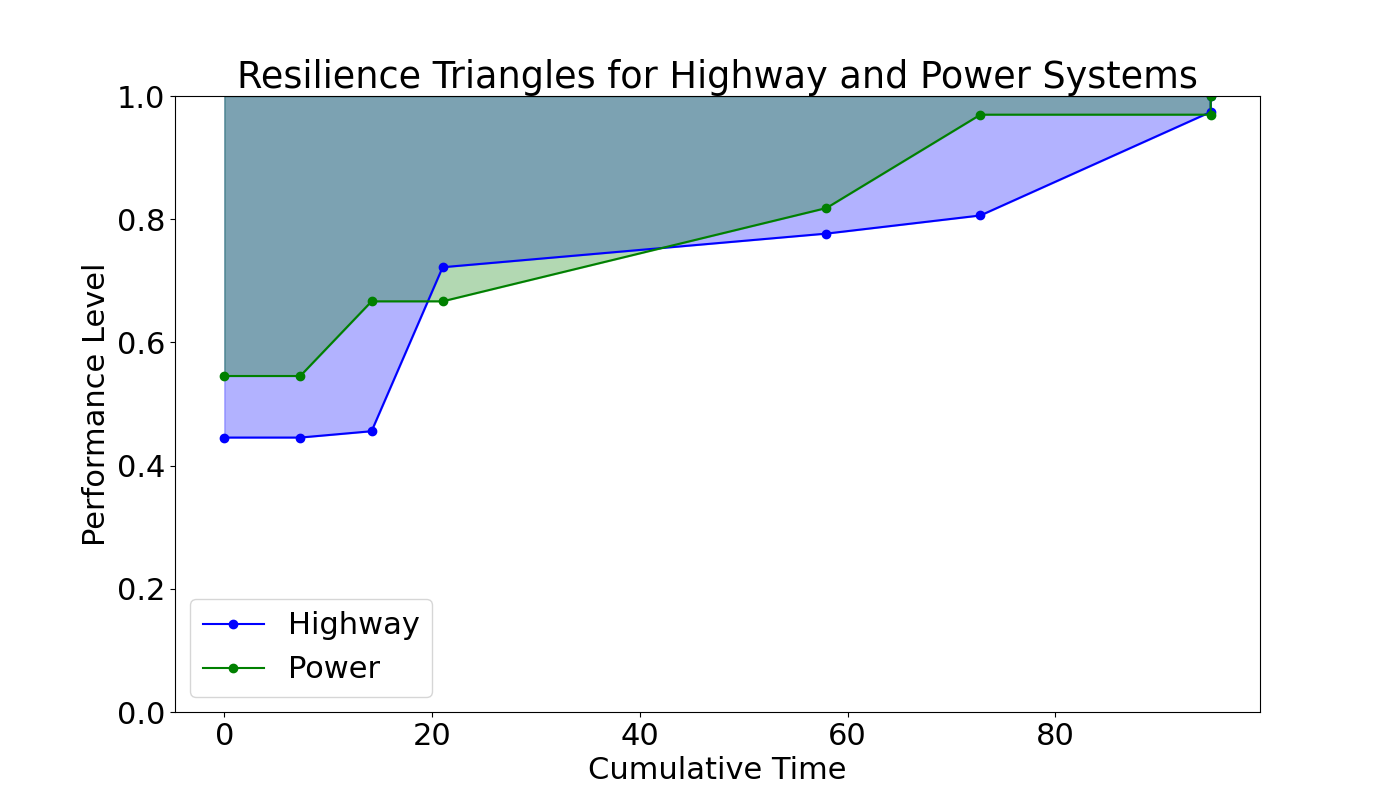 Resilience Triangles for Highway and Power Systems
1.0
0.8
0.6
0.4
0.2
0.0
Performance Level
Highway
Power
0 20 40 60 80
Cumulative Time